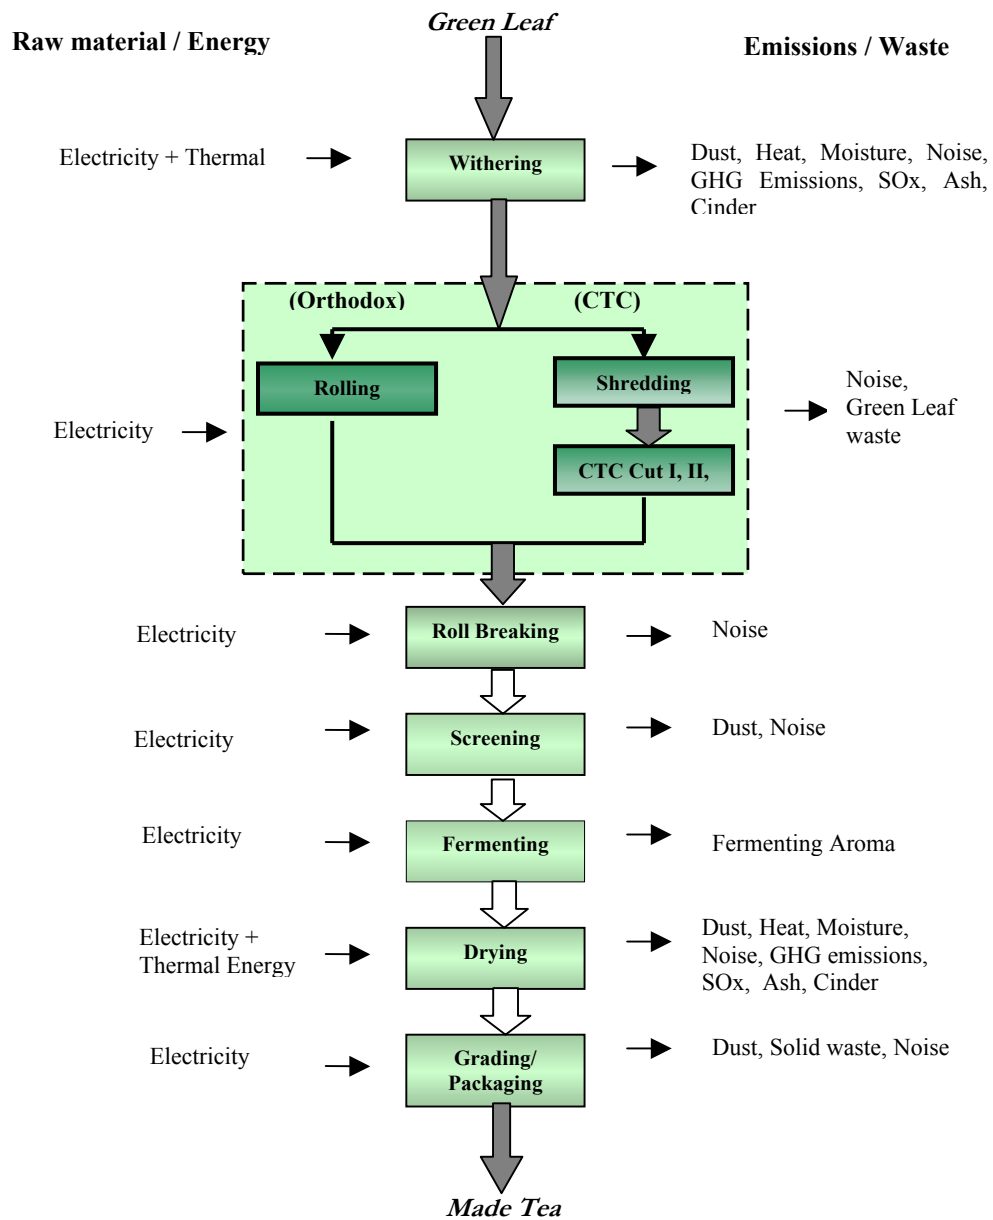 Green Leaf
Raw material / Energy
Emissions / Waste
Electricity + Thermal
Withering
Dust, Heat, Moisture, Noise,
GHG Emissions, SOx, Ash,
Cinder
(Orthodox)
(CTC)
Rolling
Shredding
Electricity
Noise,
Green Leaf
waste
CTC Cut I, II,
Electricity
Roll Breaking
Noise
Electricity
Screening
Dust, Noise
Electricity
Fermenting
Fermenting Aroma
Electricity +
Thermal Energy
Drying
Dust, Heat, Moisture,
Noise, GHG emissions,
SOx, Ash, Cinder
Electricity
Grading/
Packaging
Dust, Solid waste, Noise
Made Tea